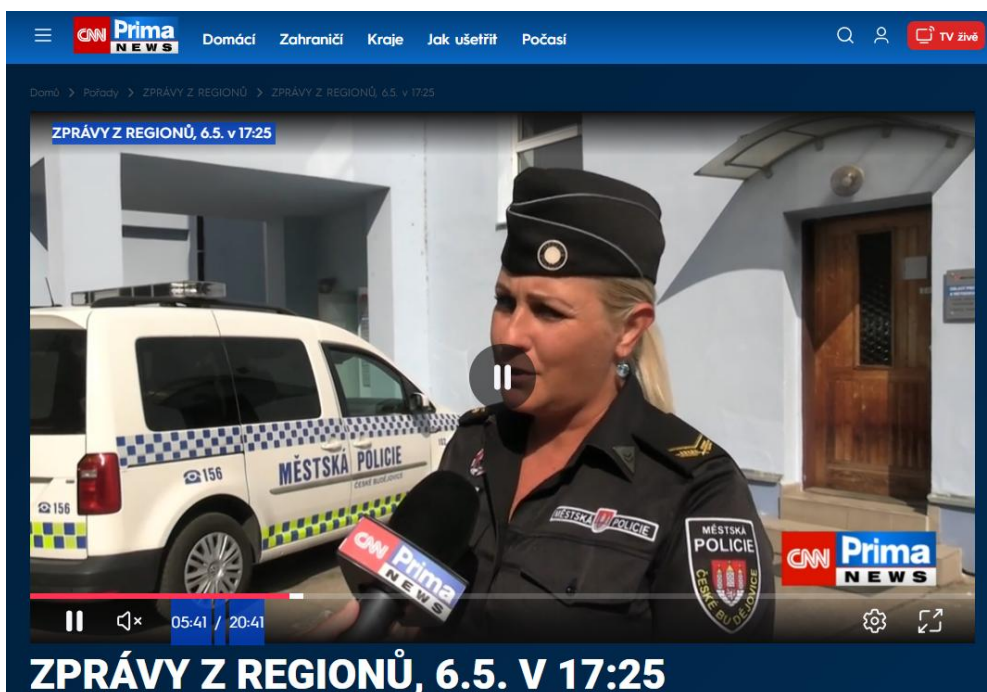 CNN Prima NEWS
Domácí Zahraničí Kraje Jak ušetřit Počasí
TV živě
Domů > Pořady > ZPRÁVY Z REGIONŮ > ZPRÁVY Z REGIONŮ, 6.5. v 17:25
ZPRÁVY Z REGIONŮ, 6.5. v 17:25
156
156
MĚSTSKÁ POLICIE
ČESKÉ BUDĚJOVICE
MĚSTSKÁ POLICIE
MĚSTSKÁ
POLICIE
ČESKÉ BUDĚJOVICE
CNN Prima
NEWS
CNN Prima
NEWS
05:41 / 20:41
ZPRÁVY Z REGIONŮ, 6.5. V 17:25